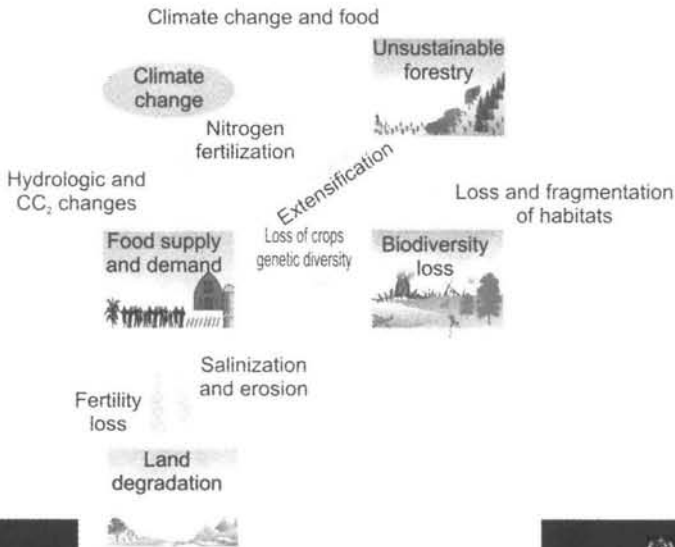 Climate change and food
Unsustainable
forestry
Climate
change
Nitrogen
fertilization
Hydrologic and
CC₂ changes
Extensification
Loss and fragmentation
of habitats
Food supply
and demand
Loss of crops
genetic diversity
Biodiversity
loss
Salinization
and erosion
Fertility
loss
Land
degradation